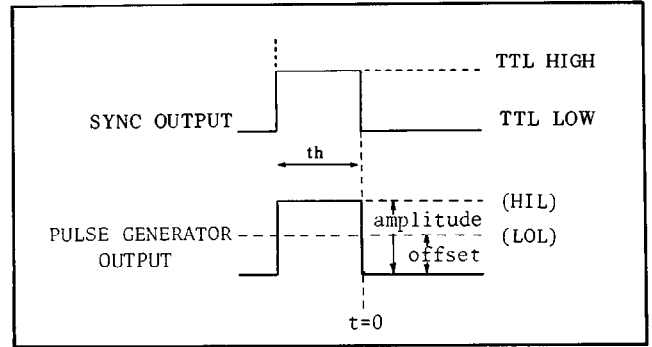 TTL HIGH
SYNC OUTPUT
TTL LOW
th
(HIL)
amplitude
PULSE GENERATOR
OUTPUT
(LOL)
offset
t=0